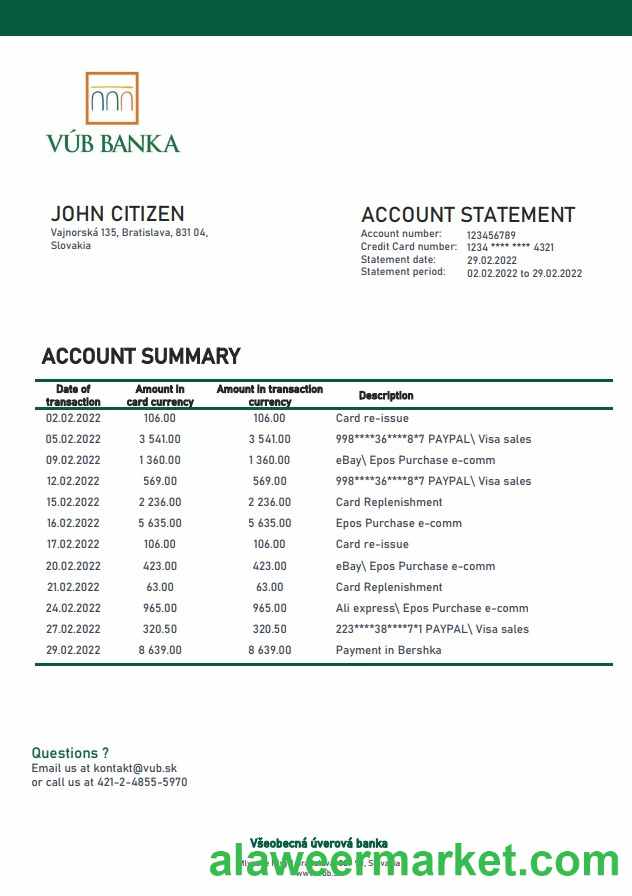 VÚB BANKA
JOHN CITIZEN
Vajnorská 135, Bratislava, 831 04,
Slovakia
ACCOUNT STATEMENT
Account number: 123456789
Credit Card number: 1234 **** **** 4321
Statement date: 29.02.2022
Statement period: 02.02.2022 to 29.02.2022
ACCOUNT SUMMARY
Date of transaction Amount in card currency Amount in transaction currency Description
02.02.2022 106.00 106.00 Card re-issue
05.02.2022 3 541.00 3 541.00 998****36****8*7 PAYPAL\ Visa sales
09.02.2022 1 360.00 1 360.00 eBay\ Epos Purchase e-comm
12.02.2022 569.00 569.00 998****36****8*7 PAYPAL\ Visa sales
15.02.2022 2 236.00 2 236.00 Card Replenishment
16.02.2022 5 635.00 5 635.00 Epos Purchase e-comm
17.02.2022 106.00 106.00 Card re-issue
20.02.2022 423.00 423.00 eBay\ Epos Purchase e-comm
21.02.2022 63.00 63.00 Card Replenishment
24.02.2022 965.00 965.00 Ali express\ Epos Purchase e-comm
27.02.2022 320.50 320.50 223****38****7*1 PAYPAL\ Visa sales
29.02.2022 8 639.00 8 639.00 Payment in Bershka
Questions ?
Email us at kontakt@vub.sk
or call us at 421-2-4855-5970
Všeobecná úverová banka
Slovakia
alaweermarket.com